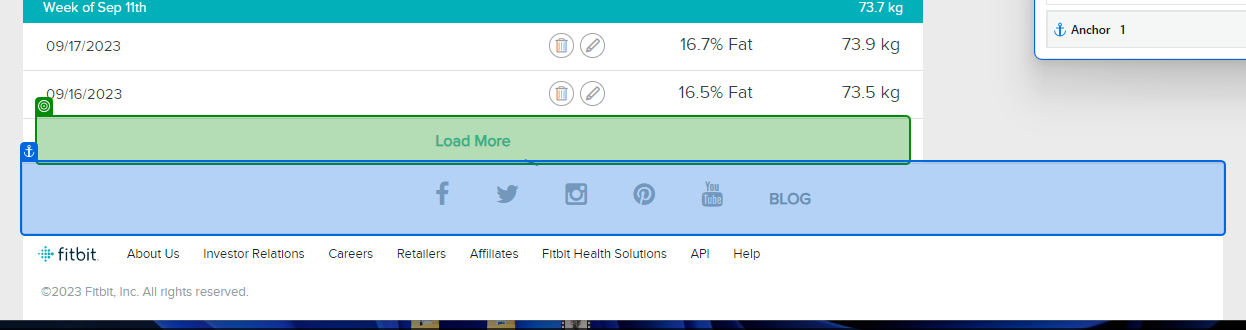 Week of Sep 11th 73.7 kg
Anchor 1
09/17/2023 16.7% Fat 73.9 kg
09/16/2023 16.5% Fat 73.5 kg
Load More
You Tube BLOG
fitbit. About Us Investor Relations Careers Retailers Affiliates Fitbit Health Solutions API Help
©2023 Fitbit, Inc. All rights reserved.